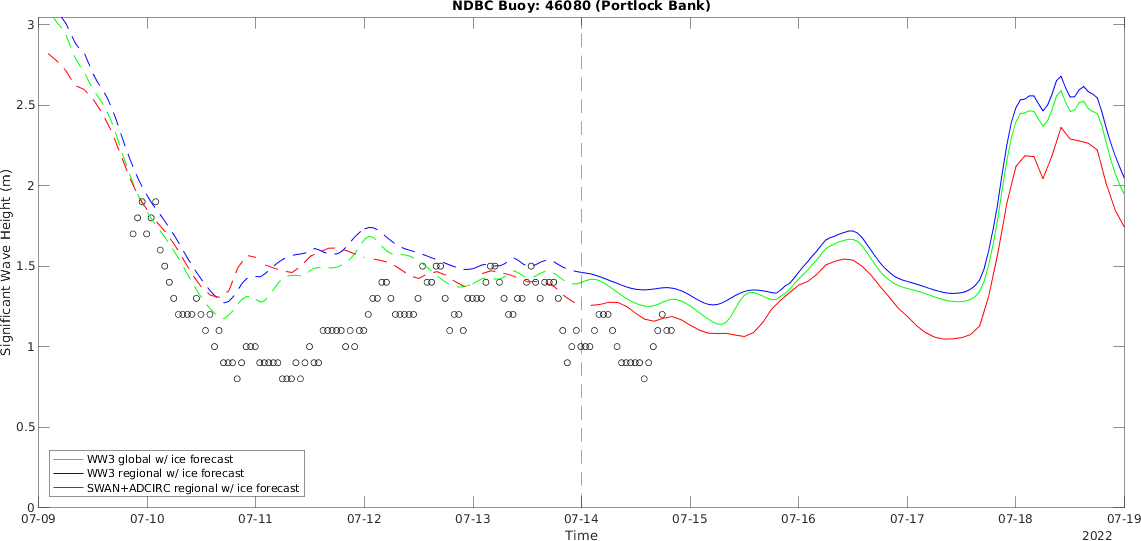 NDBC Buoy: 46080 (Portlock Bank)
3
2.5
2
1.5
1
0.5
0
Significant Wave Height (m)
WW3 global w/ ice forecast
WW3 regional w/ ice forecast
SWAN+ADCIRC regional w/ ice forecast
07-09 07-10 07-11 07-12 07-13 07-14 07-15 07-16 07-17 07-18 07-19
Time
2022